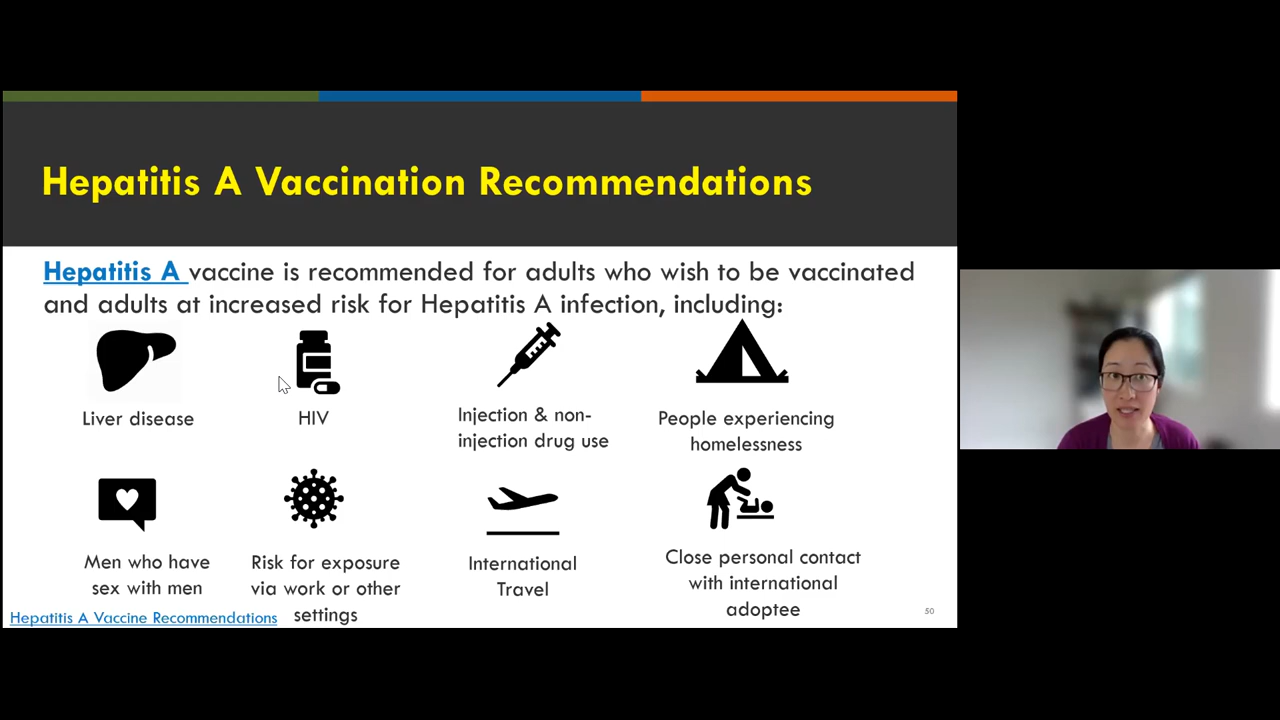 Hepatitis A Vaccination Recommendations
Hepatitis A vaccine is recommended for adults who wish to be vaccinated
and adults at increased risk for Hepatitis A infection, including:
Liver disease
HIV
Injection & non-
injection drug use
People experiencing
homelessness
Men who have
sex with men
Risk for exposure
via work or other
settings
International
Travel
Close personal contact
with international
adoptee
Hepatitis A Vaccine Recommendations
50